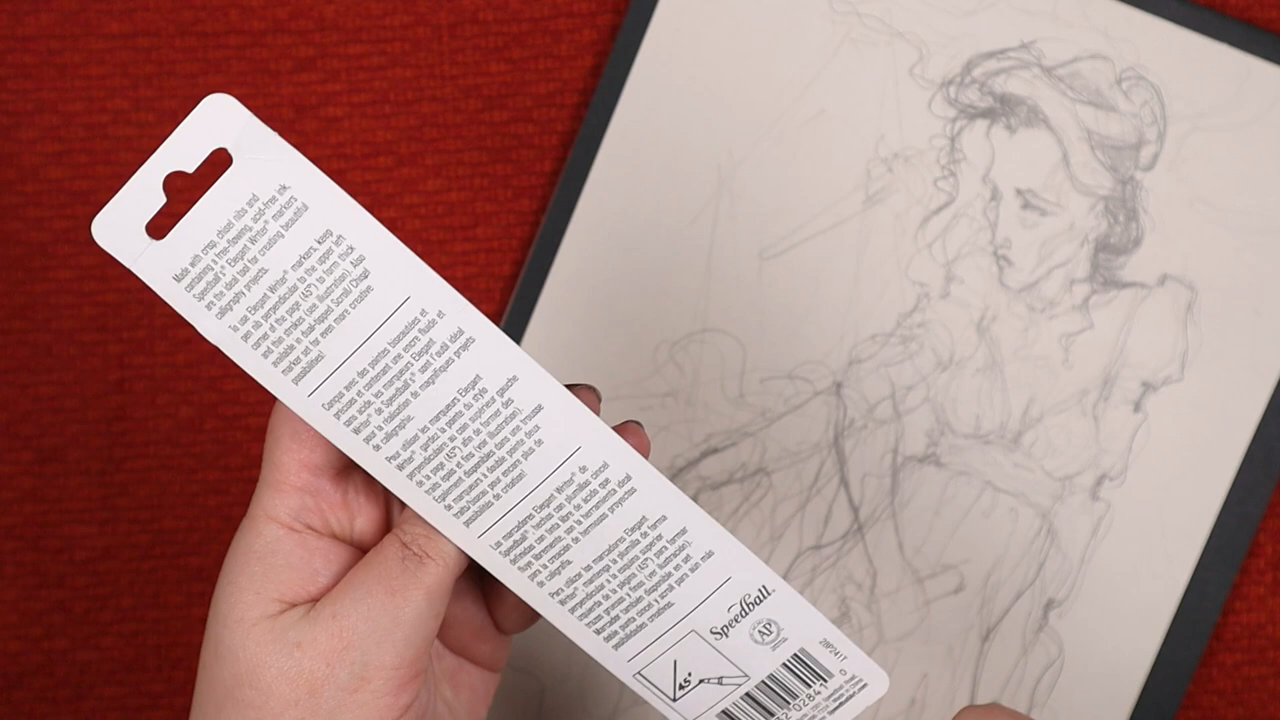 Made with crisp, chisel nibs and
containing a free-flowing, acid-free ink,
Speedball's® Elegant Writer® markers
are the ideal tool for creating beautiful
calligraphy projects.
To use Elegant Writer® markers, keep
pen nib perpendicular to the upper left
corner of the page (45°) to form thick
and thin strokes (see illustration). Also
available in dual-tipped Scroll/Chisel
marker set for even more creative
possibilities!
Conçus avec des pointes biseautées et
précises et contenant une encre fluide et
sans acide, les marqueurs Elegant
Writer® de Speedball's® sont l'outil idéal
pour la réalisation de magnifiques projets
de calligraphie.
Pour utiliser les marqueurs Elegant
Writer®, gardez la pointe du stylo
perpendiculaire au coin supérieur gauche
de la page (45°) afin de former des
traits épais et fins (voir illustration).
Également disponibles dans une trousse
de marqueurs à double pointe deux
traits/biseau pour encore plus de
possibilités de création!
Los marcadores Elegant Writer® de
Speedball®, hechos con plumillas cincel
definidas con tinta libre de ácido que
fluye libremente, son la herramienta ideal
para la creación de hermosos proyectos
de caligrafía.
Para utilizar los marcadores Elegant
Writer®, mantenga la plumilla de forma
perpendicular a la esquina superior
izquierda de la página (45°) para formar
trazos gruesos y finos (ver ilustración).
Marcador también disponible en set
doble punta cincel y scroll para aún más
posibilidades creativas.
45°
Speedball®
AP